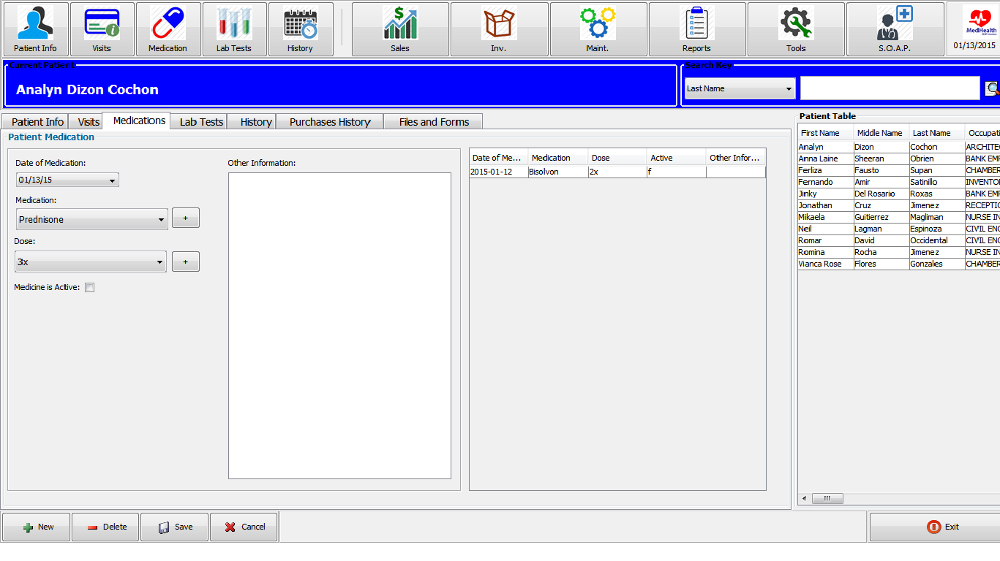 Patient Info Visits Medication Lab Tests History Sales Inv. Maint. Reports Tools S.O.A.P.
MedHealth
01/13/2015
Current Patient
Analyn Dizon Cochon
Search Key
Last Name
Patient Info Visits Medications Lab Tests History Purchases History Files and Forms
Patient Medication
Date of Medication:
01/13/15
Medication:
Prednisone
+
Dose:
3x
+
Medicine is Active:
Other Information:
Date of Me... Medication Dose Active Other Infor...
2015-01-12 Bisolvon 2x f
Patient Table
First Name Middle Name Last Name Occupati
Analyn Dizon Cochon ARCHITE
Anna Laine Sheeran Obrien BANK EMP
Ferliza Fausto Supan CHAMBER
Fernando Amir Satinillo INVENTO
Jinky Del Rosario Roxas BANK EMP
Jonathan Cruz Jimenez RECEPTIO
Mikaela Guitierrez Magliman NURSE IN
Neil Lagman Espinoza CIVIL ENG
Romar David Occidental CIVIL ENG
Romina Rocha Jimenez NURSE IN
Vianca Rose Flores Gonzales CHAMBER
New Delete Save Cancel Exit